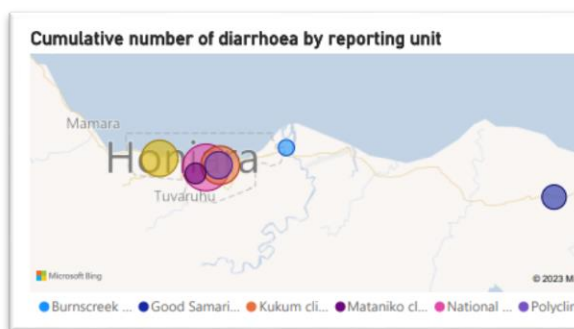 Cumulative number of diarrhoea by reporting unit
Mamara
Honiara
Tuvaruhu
Microsoft Bing
© 2023 M
Burnscreek ... Good Samari... Kukum cli... Mataniko cl... National ... Polyclin